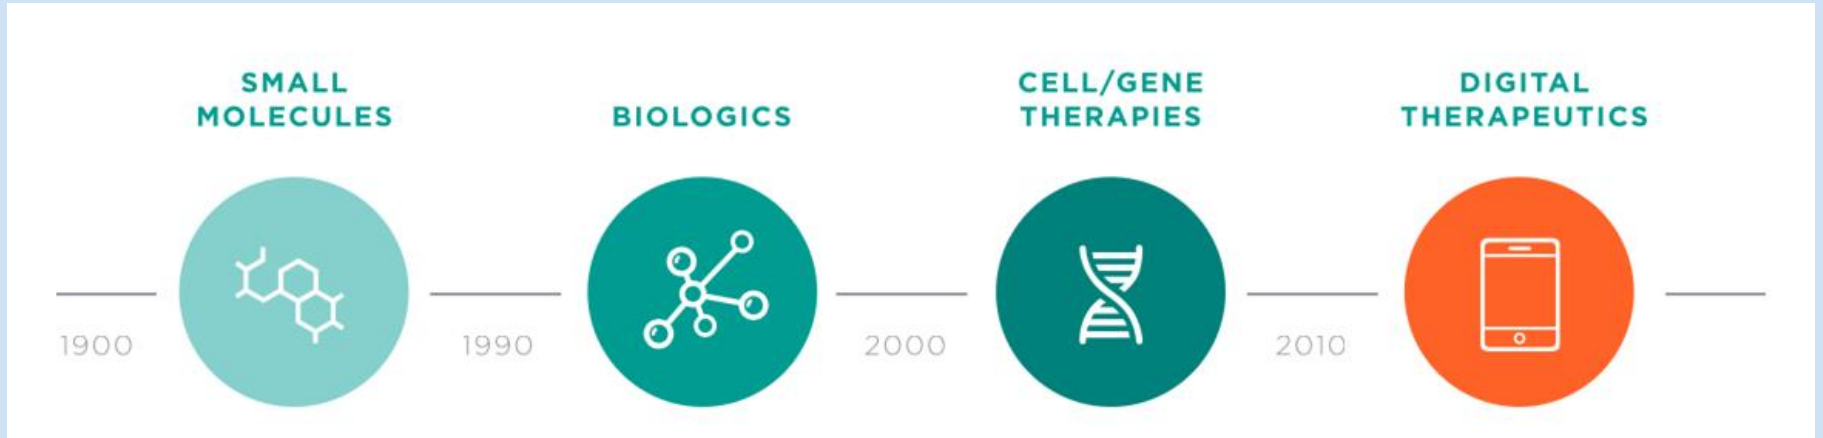 SMALL
MOLECULES
BIOLOGICS
CELL/GENE
THERAPIES
DIGITAL
THERAPEUTICS
1900
1990
2000
2010